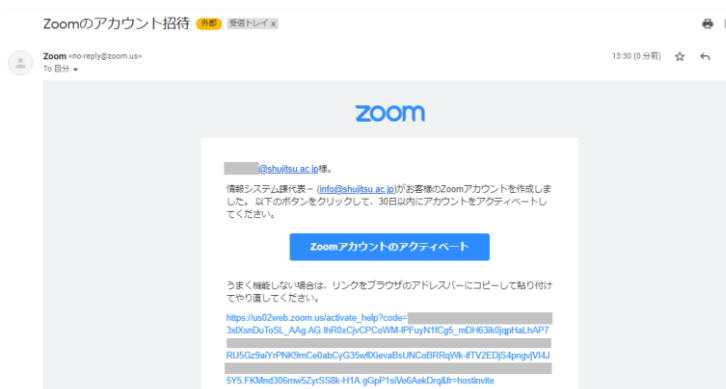 Zoomのアカウント招待 外部 受信トレイ x
Zoom <no-reply@zoom.us>
13:30 (0 分前)
To 自分
zoom
@shujitsu.ac.jp様。
情報システム課代表－ (info@shujitsu.ac.jp)がお客様のZoomアカウントを作成しま
した。 以下のボタンをクリックして、30日以内にアカウントをアクティベートし
てください。
Zoomアカウントのアクティベート
うまく機能しない場合は、リンクをブラウザのアドレスバーにコピーして貼り付け
てやり直してください。
https://us02web.zoom.us/activate_help?code=
3xlXsnDuToSL_AAg.AG.lhR0xCjvCPCoWM-lPFuyN1fCg5_mDH63ik0jqpHaLhAP7
RU5Gz9aiYrPNK9mCe0abCyG35wflXievaBsUNCoBRRqWk-ifTV2EDjS4pngvjVI4J
5Y5.FKMnd306mw5ZyrSS8k-H1A.gGpP1siVe6AekDrq&fr=hostinvite